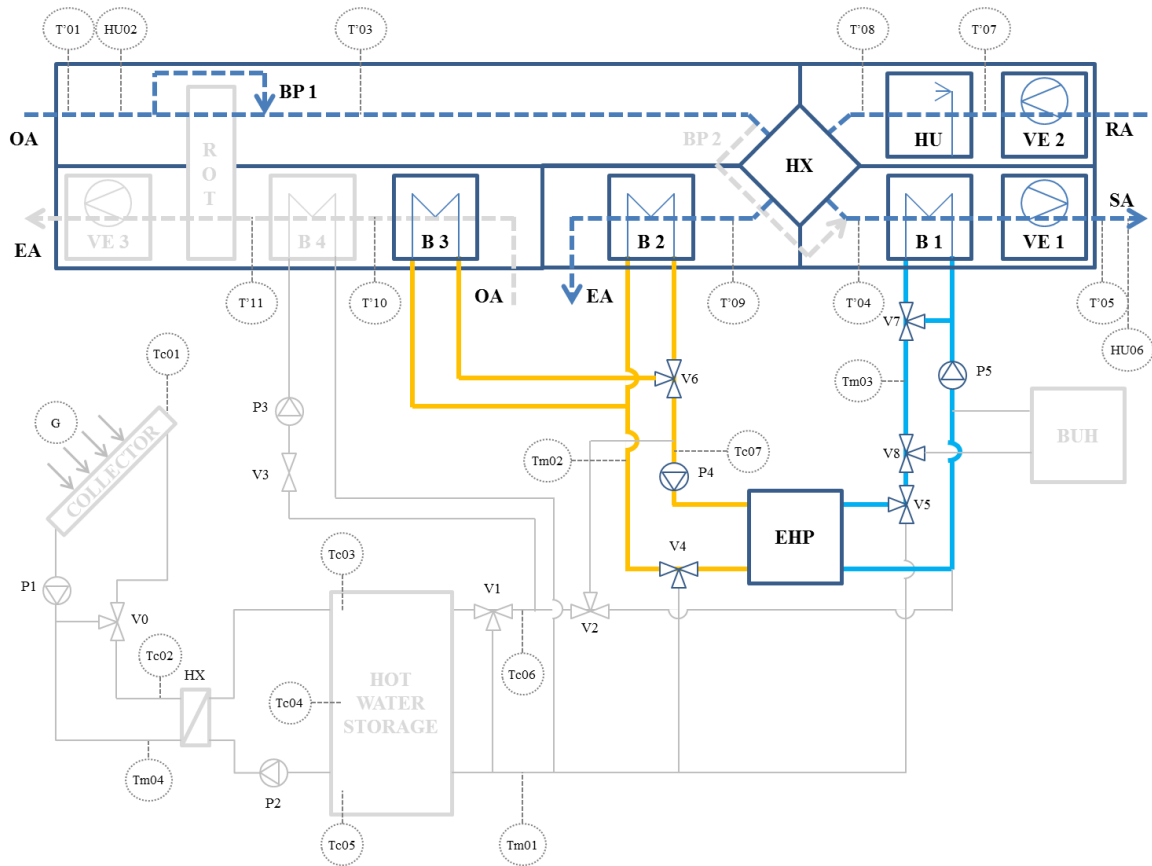 T’01
HU02
T’03
T’08
T’07
BP 1
OA
ROT
BP 2
HX
HU
VE 2
RA
SA
VE 3
B 4
B 3
B 2
B 1
VE 1
EA
OA
EA
T’11
T’10
T’09
T’04
T’05
HU06
V7
Tc01
Tm03
P5
V6
P3
G
COLLECTOR
BUH
Tm02
Tc07
V8
V3
P4
V5
EHP
V4
Tc03
P1
V1
V0
V2
Tc02
HX
Tc06
Tc04
HOT
WATER
STORAGE
Tm04
P2
Tc05
Tm01